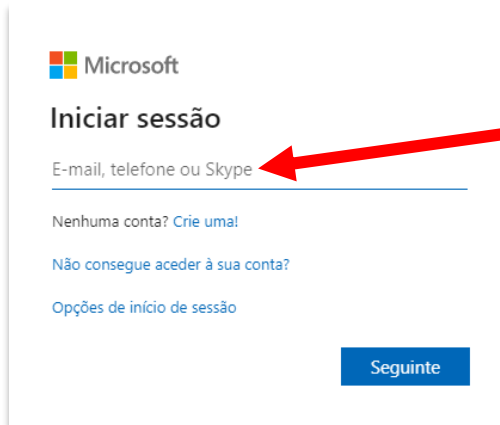 Microsoft
Iniciar sessão
E-mail, telefone ou Skype
Nenhuma conta? Crie uma!
Não consegue aceder à sua conta?
Opções de início de sessão
Seguinte